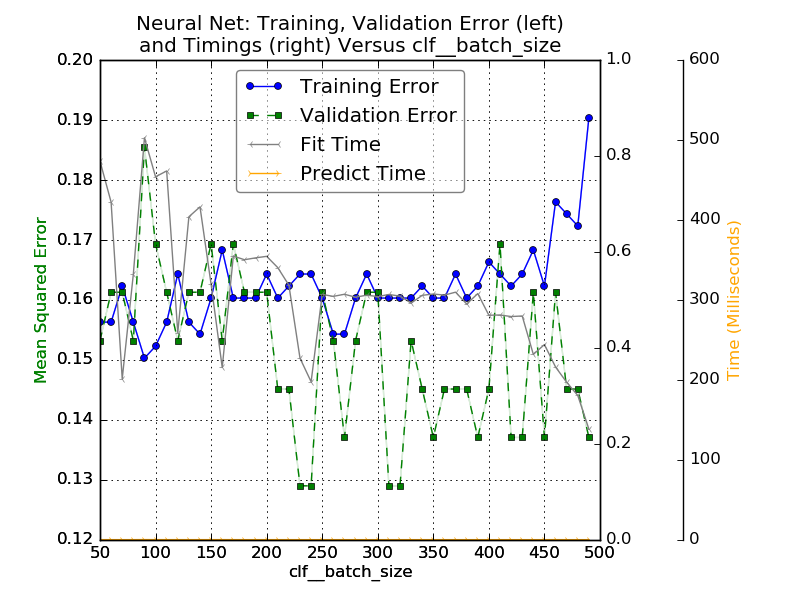 Neural Net: Training, Validation Error (left)
and Timings (right) Versus clf__batch_size
Training Error
Validation Error
Fit Time
Predict Time
Mean Squared Error
0.20
0.19
0.18
0.17
0.16
0.15
0.14
0.13
0.12
50 100 150 200 250 300 350 400 450 500
clf__batch_size
1.0
0.8
0.6
0.4
0.2
0.0
600
500
400
300
200
100
0
Time (Milliseconds)